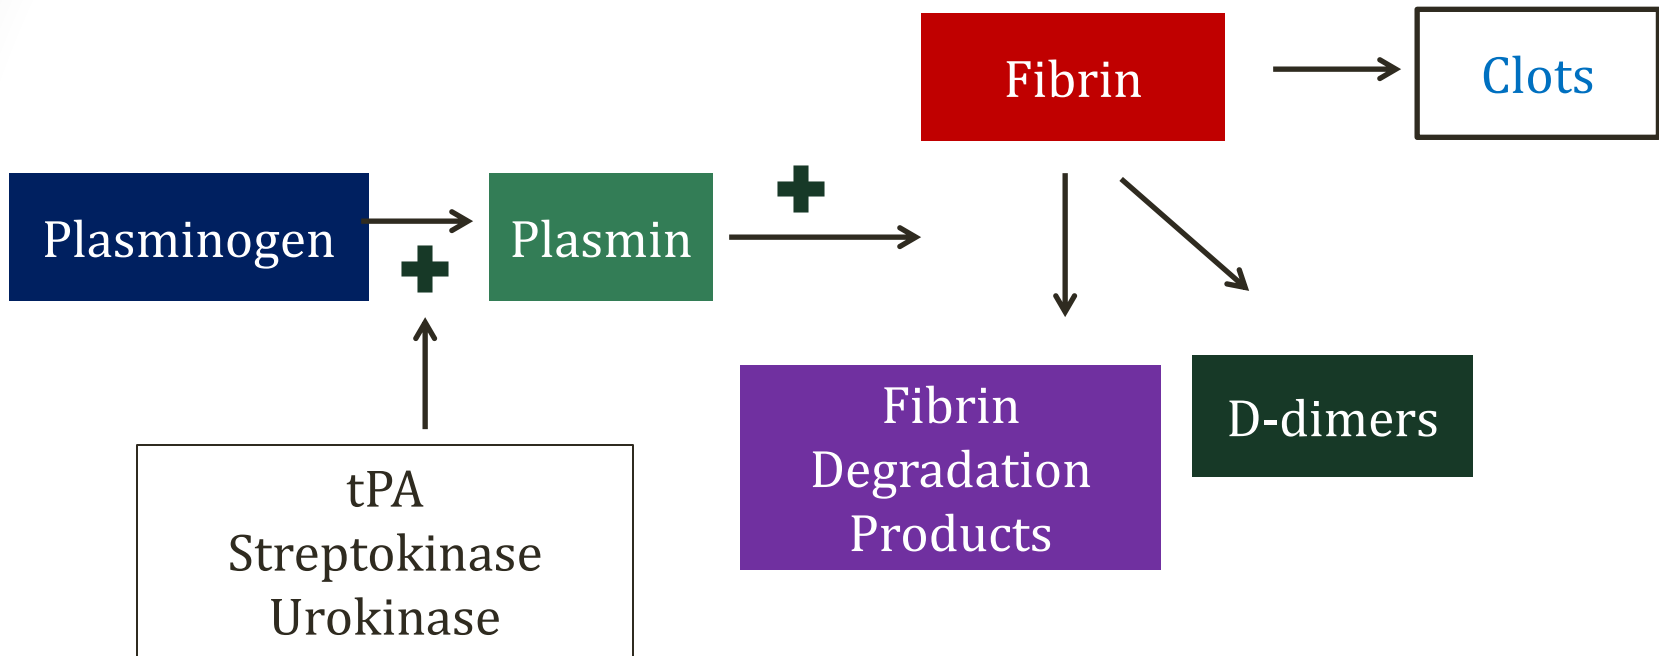 Fibrin
Clots
Plasminogen
Plasmin
Fibrin
Degradation
Products
D-dimers
tPA
Streptokinase
Urokinase